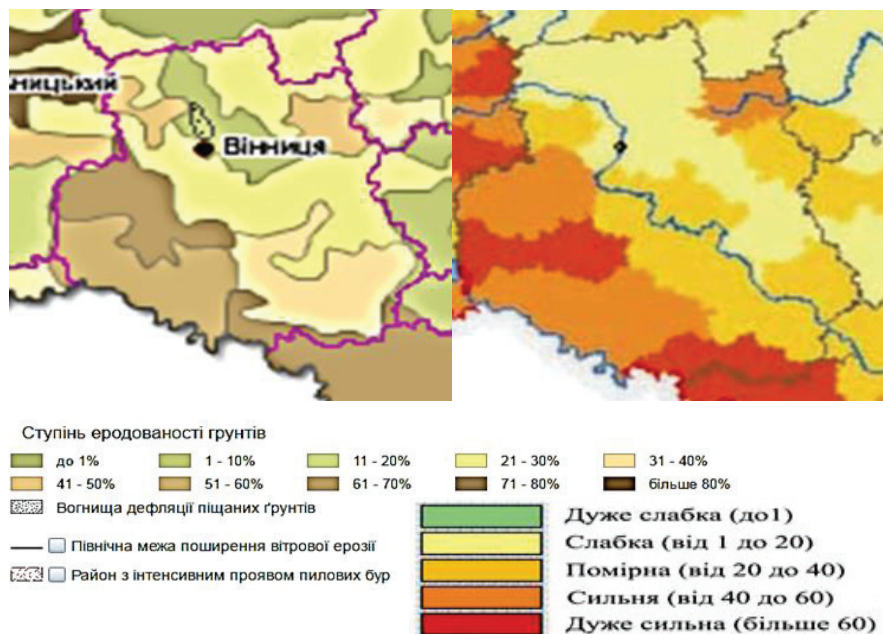 ницький
Вінниця
Ступінь еродованості грунтів
до 1%
1 - 10%
11 - 20%
21 - 30%
31 - 40%
41 - 50%
51 - 60%
61 - 70%
71 - 80%
більше 80%
Вогнища дефляції піщаних ґрунтів
Північна межа поширення вітрової ерозії
Район з інтенсивним проявом пилових бур
Дуже слабка (до1)
Слабка (від 1 до 20)
Помірна (від 20 до 40)
Сильня (від 40 до 60)
Дуже сильна (більше 60)